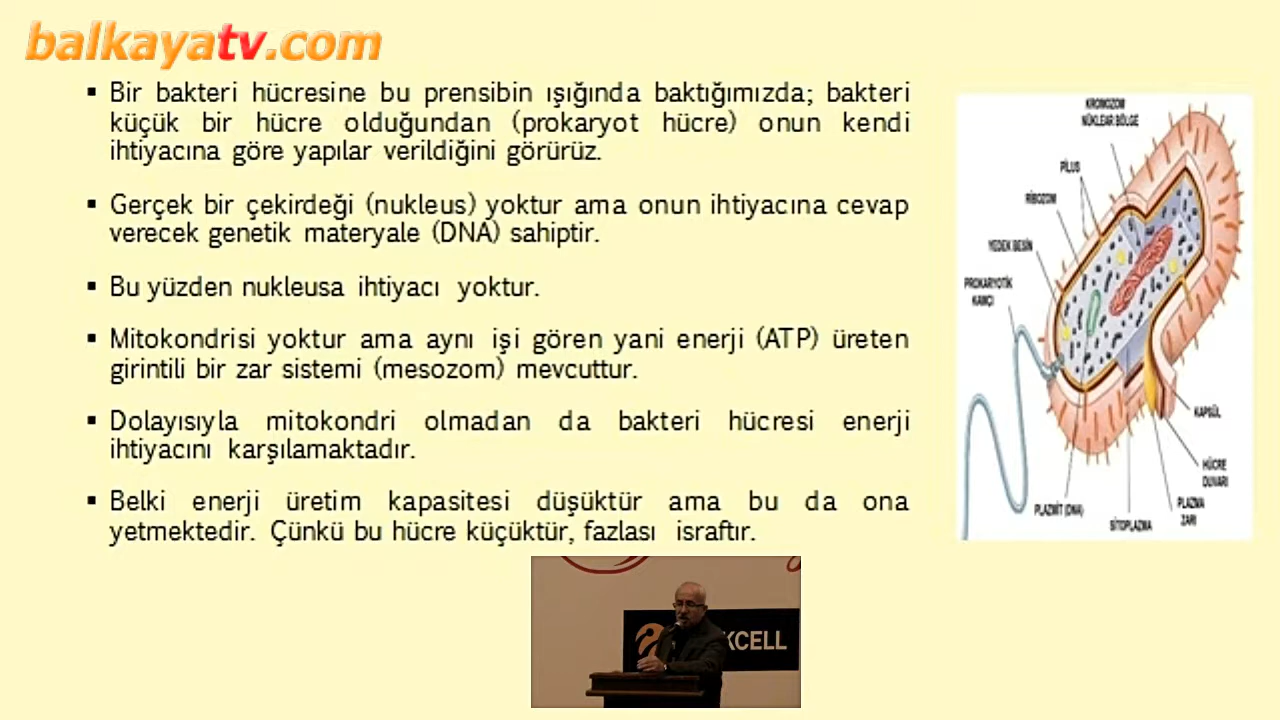 balkayatv.com
▪ Bir bakteri hücresine bu prensibin ışığında baktığımızda; bakteri
küçük bir hücre olduğundan (prokaryot hücre) onun kendi
ihtiyacına göre yapılar verildiğini görürüz.
▪ Gerçek bir çekirdeği (nukleus) yoktur ama onun ihtiyacına cevap
verecek genetik materyale (DNA) sahiptir.
▪ Bu yüzden nukleusa ihtiyacı yoktur.
▪ Mitokondrisi yoktur ama aynı işi gören yani enerji (ATP) üreten
girintili bir zar sistemi (mesozom) mevcuttur.
▪ Dolayısıyla mitokondri olmadan da bakteri hücresi enerji
ihtiyacını karşılamaktadır.
▪ Belki enerji üretim kapasitesi düşüktür ama bu da ona
yetmektedir. Çünkü bu hücre küçüktür, fazlası israftır.
KROMOZOM
NÜKLEAR BÖLGE
PİLUS
RİBOZOM
YEDEK BESİN
PROKARYOTİK
KAMÇI
KAPSÜL
HÜCRE
DUVARI
PLAZMA
ZARI
SİTOPLAZMA
PLAZMİT (DNA)
KCELL